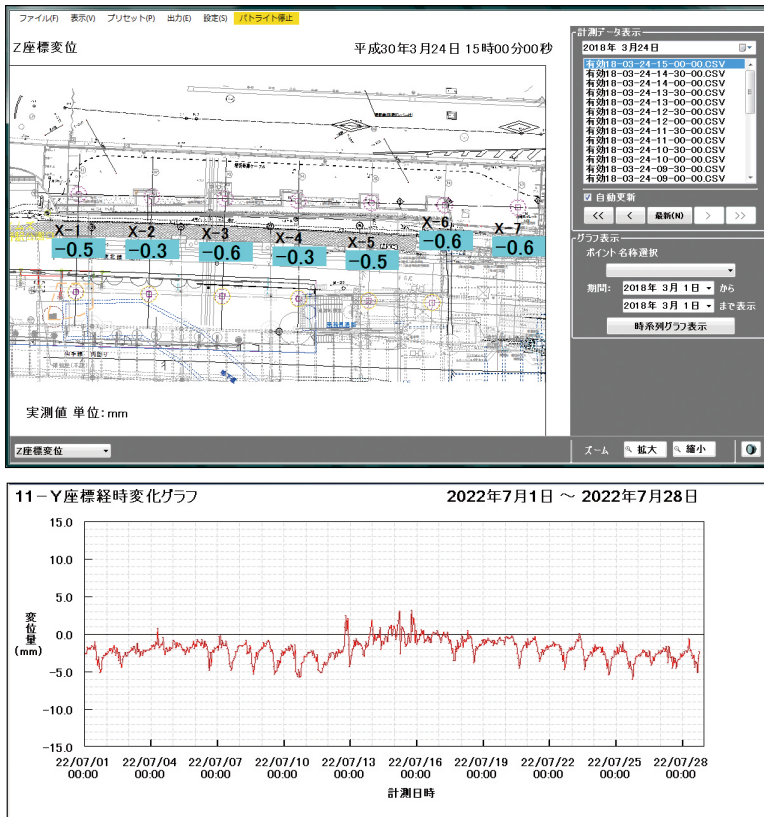 ファイル(F) 表示(V) プリセット(P) 出力(E) 設定(S) パトライト停止
Z座標変位
平成30年3月24日 15時00分00秒
X-1
-0.5
X-2
-0.3
X-3
-0.6
X-4
-0.3
X-5
-0.5
X-6
-0.6
X-7
-0.6
実測値 単位:mm
Z座標変位
計測データ表示
2018年 3月24日
有効18-03-24-15-00-00.CSV
有効18-03-24-14-30-00.CSV
有効18-03-24-14-00-00.CSV
有効18-03-24-13-30-00.CSV
有効18-03-24-13-00-00.CSV
有効18-03-24-12-30-00.CSV
有効18-03-24-12-00-00.CSV
有効18-03-24-11-30-00.CSV
有効18-03-24-11-00-00.CSV
有効18-03-24-10-30-00.CSV
有効18-03-24-10-00-00.CSV
有効18-03-24-09-30-00.CSV
有効18-03-24-09-00-00.CSV
自動更新
<< < 最新(N) > >>
グラフ表示
ポイント名称選択
期間: 2018年 3月 1日 から
2018年 3月 1日 まで表示
時系列グラフ表示
ズーム 拡大 縮小
11-Y座標経時変化グラフ
2022年7月1日 ~ 2022年7月28日
変位量
(mm)
15.0
10.0
5.0
0.0
-5.0
-10.0
-15.0
22/07/01 22/07/04 22/07/07 22/07/10 22/07/13 22/07/16 22/07/19 22/07/22 22/07/25 22/07/28
00:00 00:00 00:00 00:00 00:00 00:00 00:00 00:00 00:00 00:00
計測日時